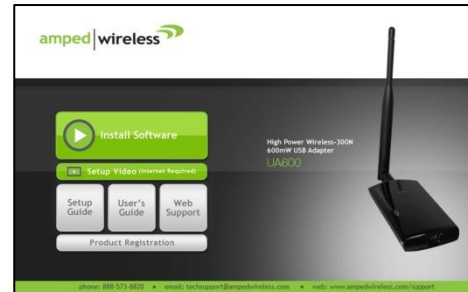 amped wireless
Install Software
Setup Video (Internet Required)
Setup
Guide
User's
Guide
Web
Support
Product Registration
High Power Wireless-300N
600mW USB Adapter
UA600
phone: 888-573-8820 • email: techsupport@ampedwireless.com • web: www.ampedwireless.com/support